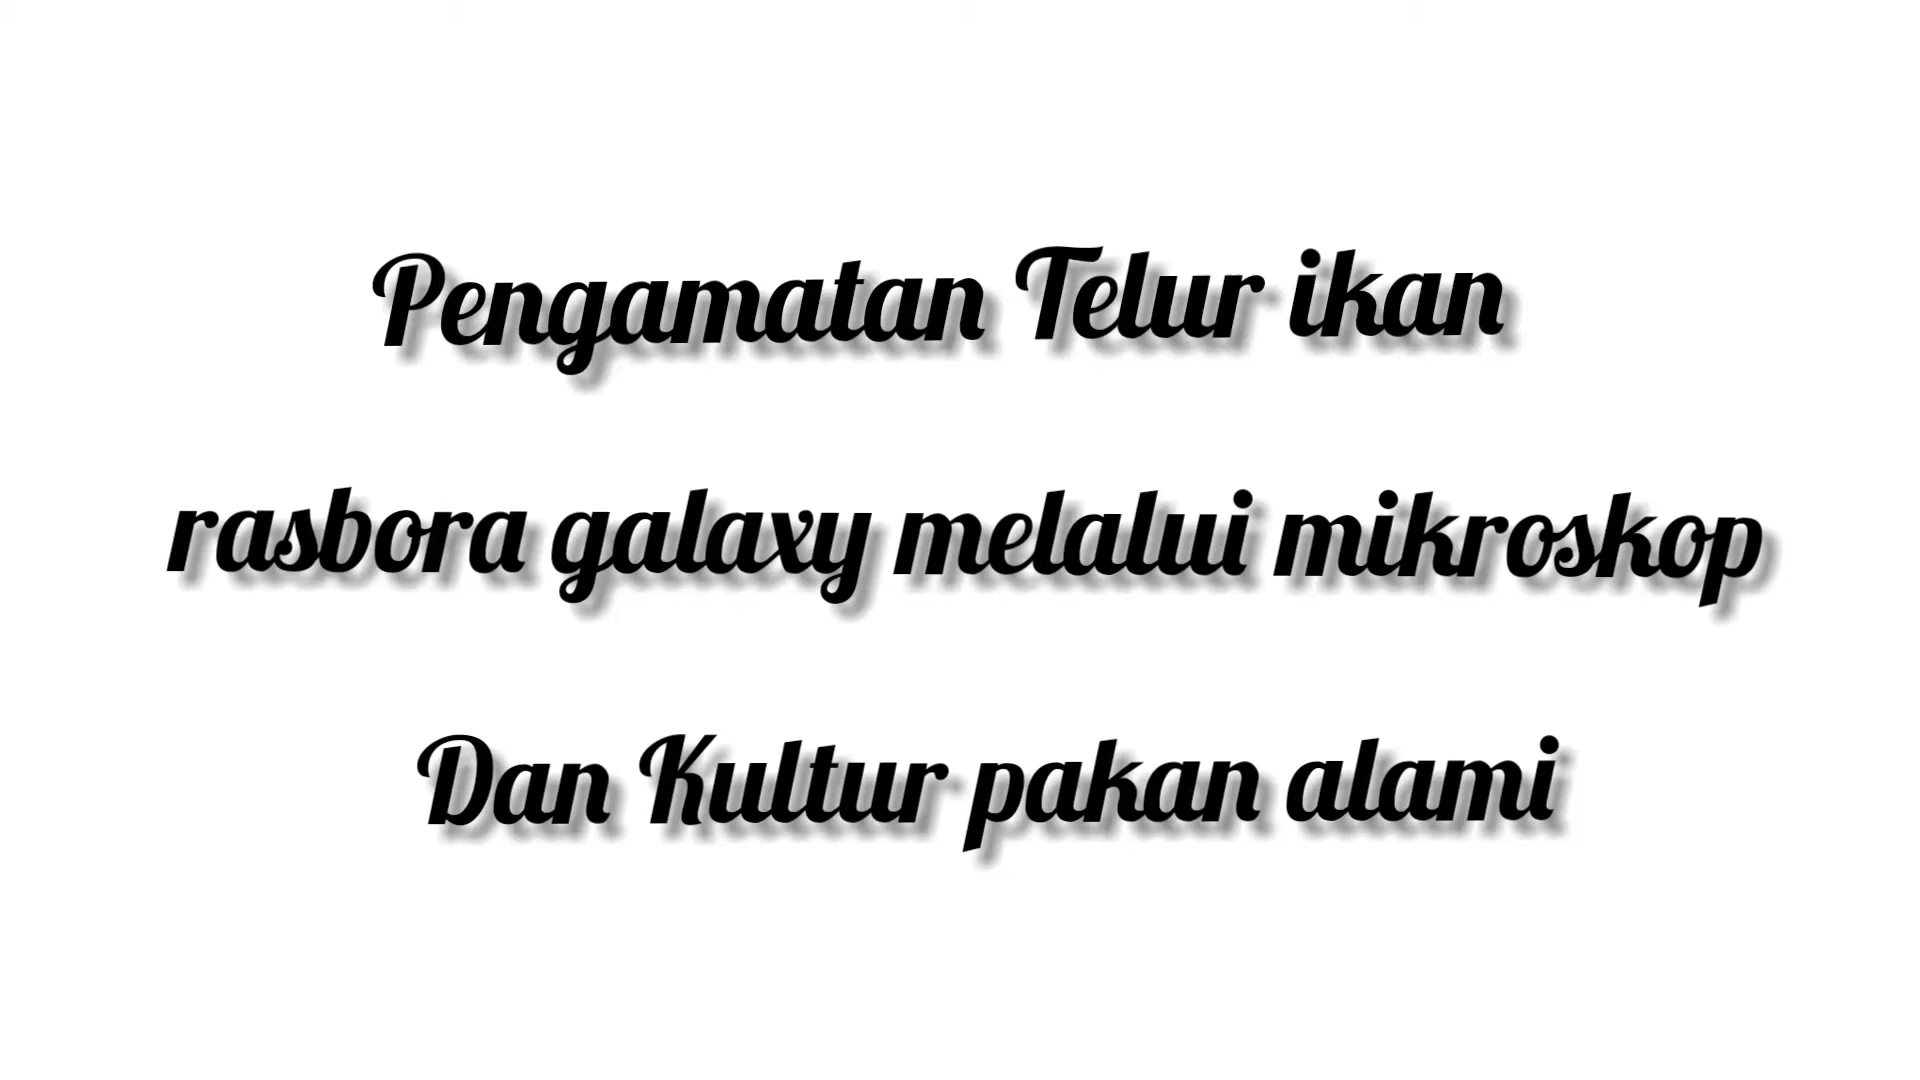 Pengamatan Telur ikan
rasbora galaxy melalui mikroskop
Dan Kultur pakan alami